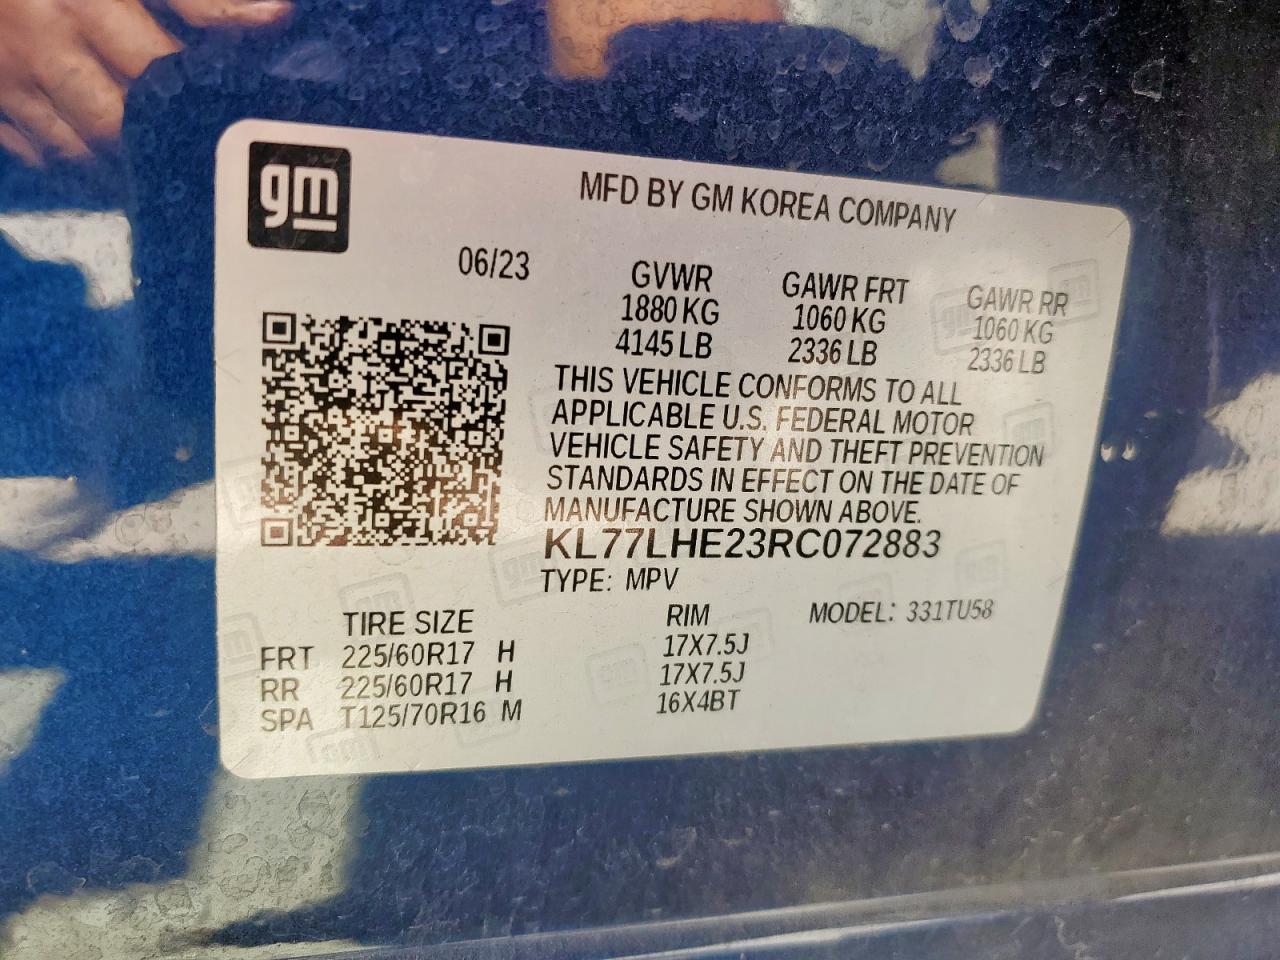 gm
MFD BY GM KOREA COMPANY
06/23
GVWR GAWR FRT GAWR RR
1880 KG 1060 KG 1060 KG
4145 LB 2336 LB 2336 LB
THIS VEHICLE CONFORMS TO ALL
APPLICABLE U.S. FEDERAL MOTOR
VEHICLE SAFETY AND THEFT PREVENTION
STANDARDS IN EFFECT ON THE DATE OF
MANUFACTURE SHOWN ABOVE.
KL77LHE23RC072883
TYPE: MPV
TIRE SIZE RIM MODEL: 331TU58
FRT 225/60R17 H 17X7.5J
RR 225/60R17 H 17X7.5J
SPA T125/70R16 M 16X4BT